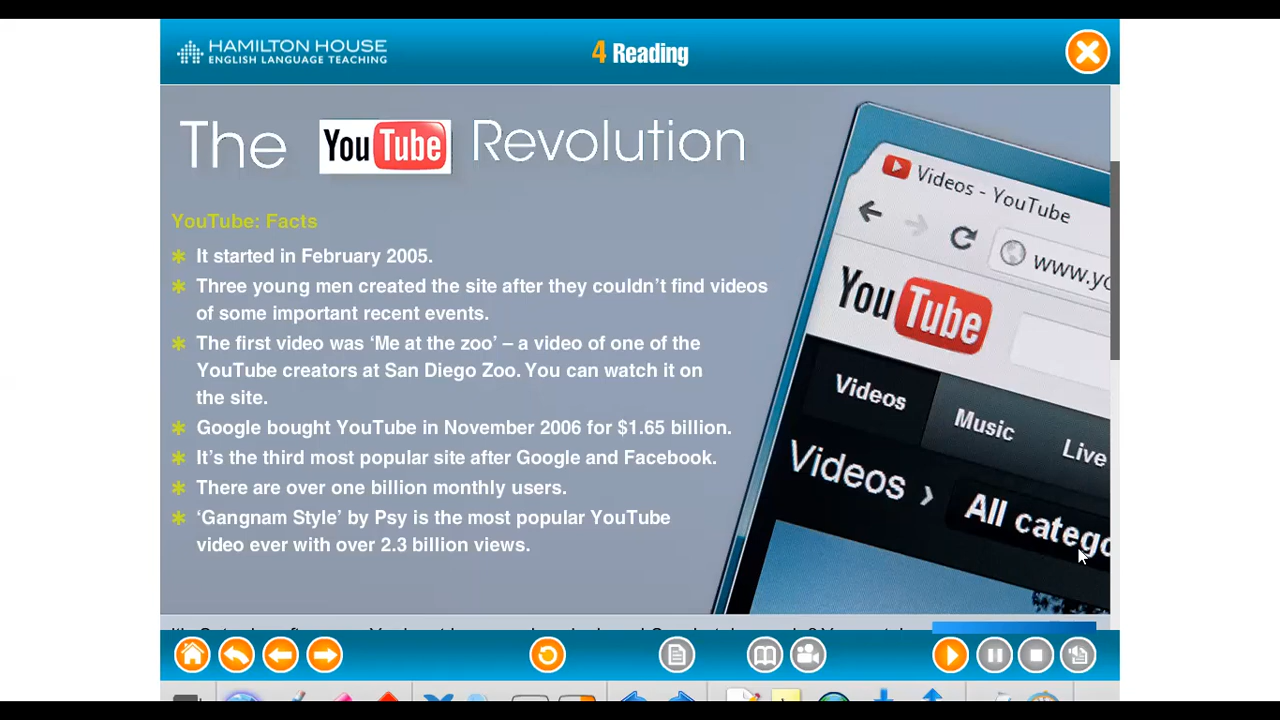 HAMILTON HOUSE
ENGLISH LANGUAGE TEACHING
4 Reading
The YouTube Revolution
Videos - YouTube
YouTube: Facts
It started in February 2005.
Three young men created the site after they couldn't find videos
of some important recent events.
The first video was ‘Me at the zoo’ – a video of one of the
YouTube creators at San Diego Zoo. You can watch it on
the site.
Google bought YouTube in November 2006 for $1.65 billion.
It's the third most popular site after Google and Facebook.
There are over one billion monthly users.
‘Gangnam Style’ by Psy is the most popular YouTube
video ever with over 2.3 billion views.
www.yo
YouTube
Videos Music Live
Videos › All catego